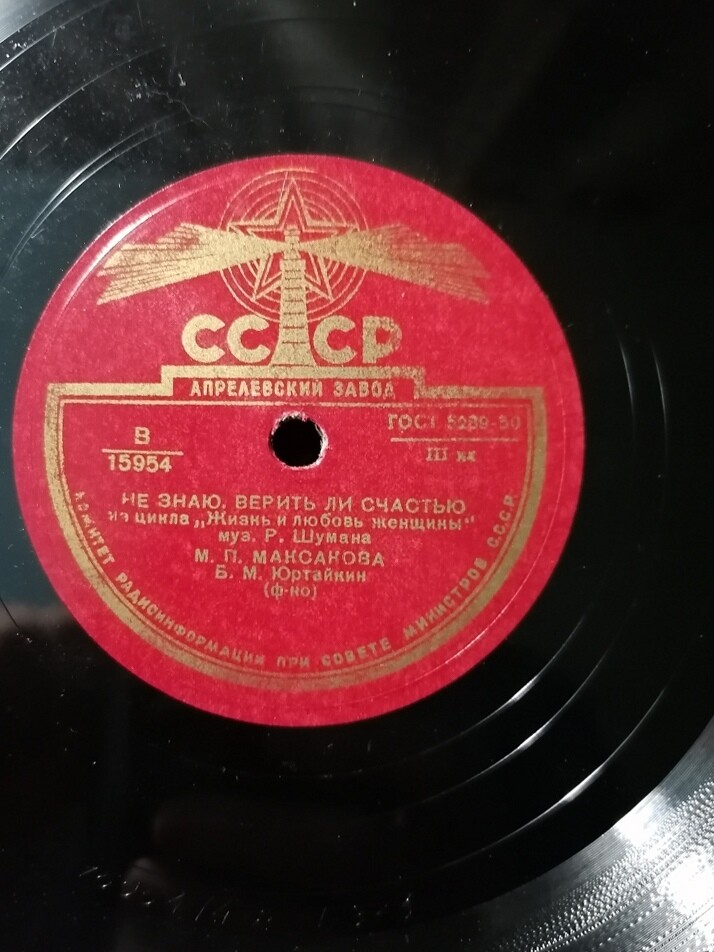 СССР
АПРЕЛЕВСКИЙ ЗАВОД
В
15954
ГОСТ 5289-50
III кл
НЕ ЗНАЮ, ВЕРИТЬ ЛИ СЧАСТЬЮ
из цикла „Жизнь и любовь женщины"
муз. Р. Шумана
М. П. МАКСАКОВА
Б. М. Юртайкин
(ф-но)
КОМИТЕТ РАДИОИНФОРМАЦИИ ПРИ СОВЕТЕ МИНИСТРОВ С.С.С.Р.